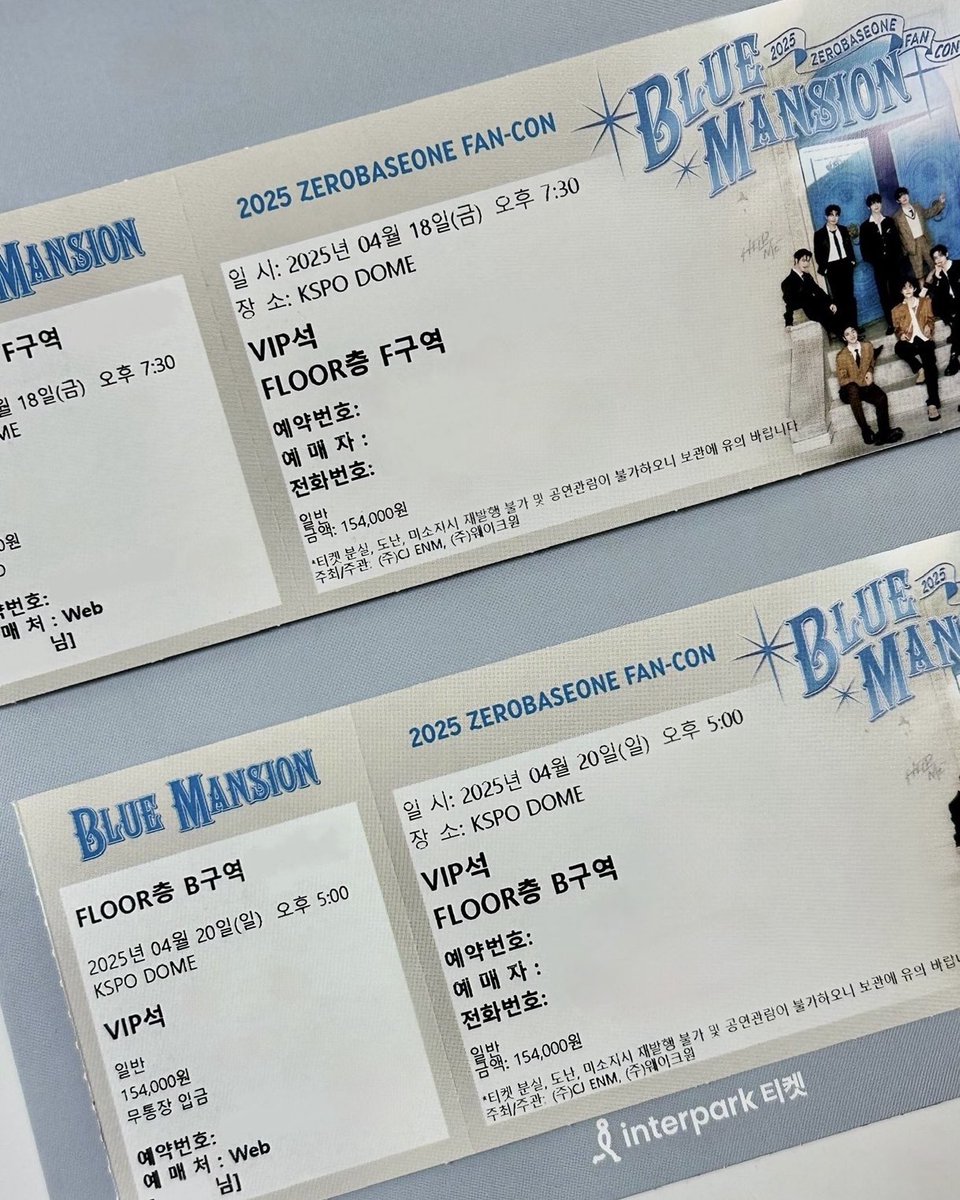 MANSION
F구역
월 18일(금) 오후 7:30
ME
0원
약번호:
매 처 : Web
님]
2025 ZEROBASEONE FAN-CON
일 시: 2025년 04월 18일(금) 오후 7:30
장 소: KSPO DOME
VIP석
FLOOR층 F구역
예약번호:
예 매 자 :
전화번호:
일반
금액: 154,000원
*티켓 분실, 도난, 미소지시 재발행 불가 및 공연관람이 불가하오니 보관에 유의 바랍니다
주최/주관: (주)CJ ENM, (주)웨이크원
BLUE MANSION
2025 ZEROBASEONE FAN CON
HELP ME
BLUE MANSION
FLOOR층 B구역
2025년 04월 20일(일) 오후 5:00
KSPO DOME
VIP석
일반
154,000원
무통장 입금
예약번호:
예 매 처 : Web
님]
2025 ZEROBASEONE FAN-CON
일 시: 2025년 04월 20일(일) 오후 5:00
장 소: KSPO DOME
VIP석
FLOOR층 B구역
예약번호:
예 매 자 :
전화번호:
일반
금액: 154,000원
*티켓 분실, 도난, 미소지시 재발행 불가 및 공연관람이 불가하오니 보관에 유의 바랍니
주최/주관: (주)CJ ENM, (주)웨이크원
BLUE MAN
2025
HELP ME
interpark 티켓